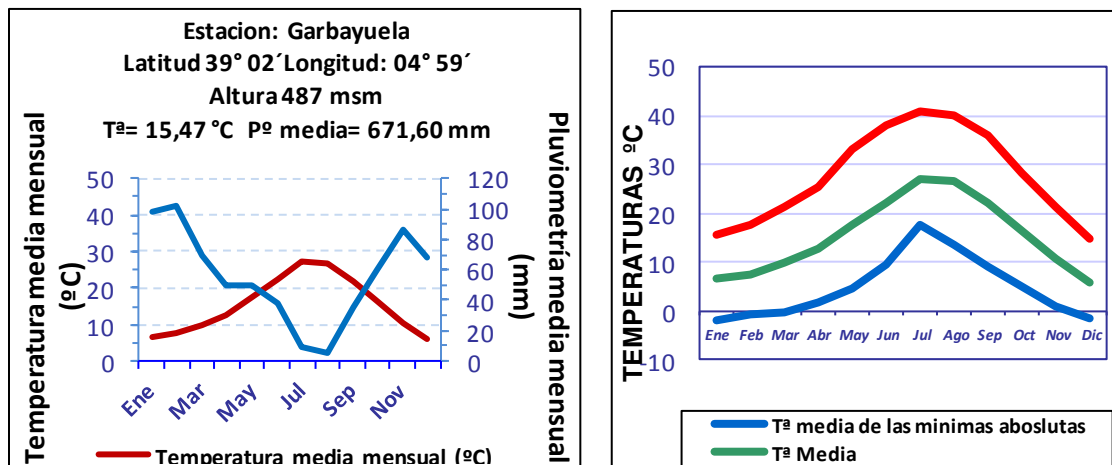 Estacion: Garbayuela
Latitud 39° 02´Longitud: 04° 59´
Altura 487 msm
Tª= 15,47 °C Pº media= 671,60 mm
Temperatura media mensual
(ºC)
50
40
30
20
10
0
120
100
80
60
40
20
0
Pluviometría media mensual
(mm)
Ene
Mar
May
Jul
Sep
Nov
Temperatura media mensual (ºC)
TEMPERATURAS ºC
50
40
30
20
10
0
-10
Ene Feb Mar Abr May Jun Jul Ago Sep Oct Nov Dic
Tª media de las minimas aboslutas
Tª Media